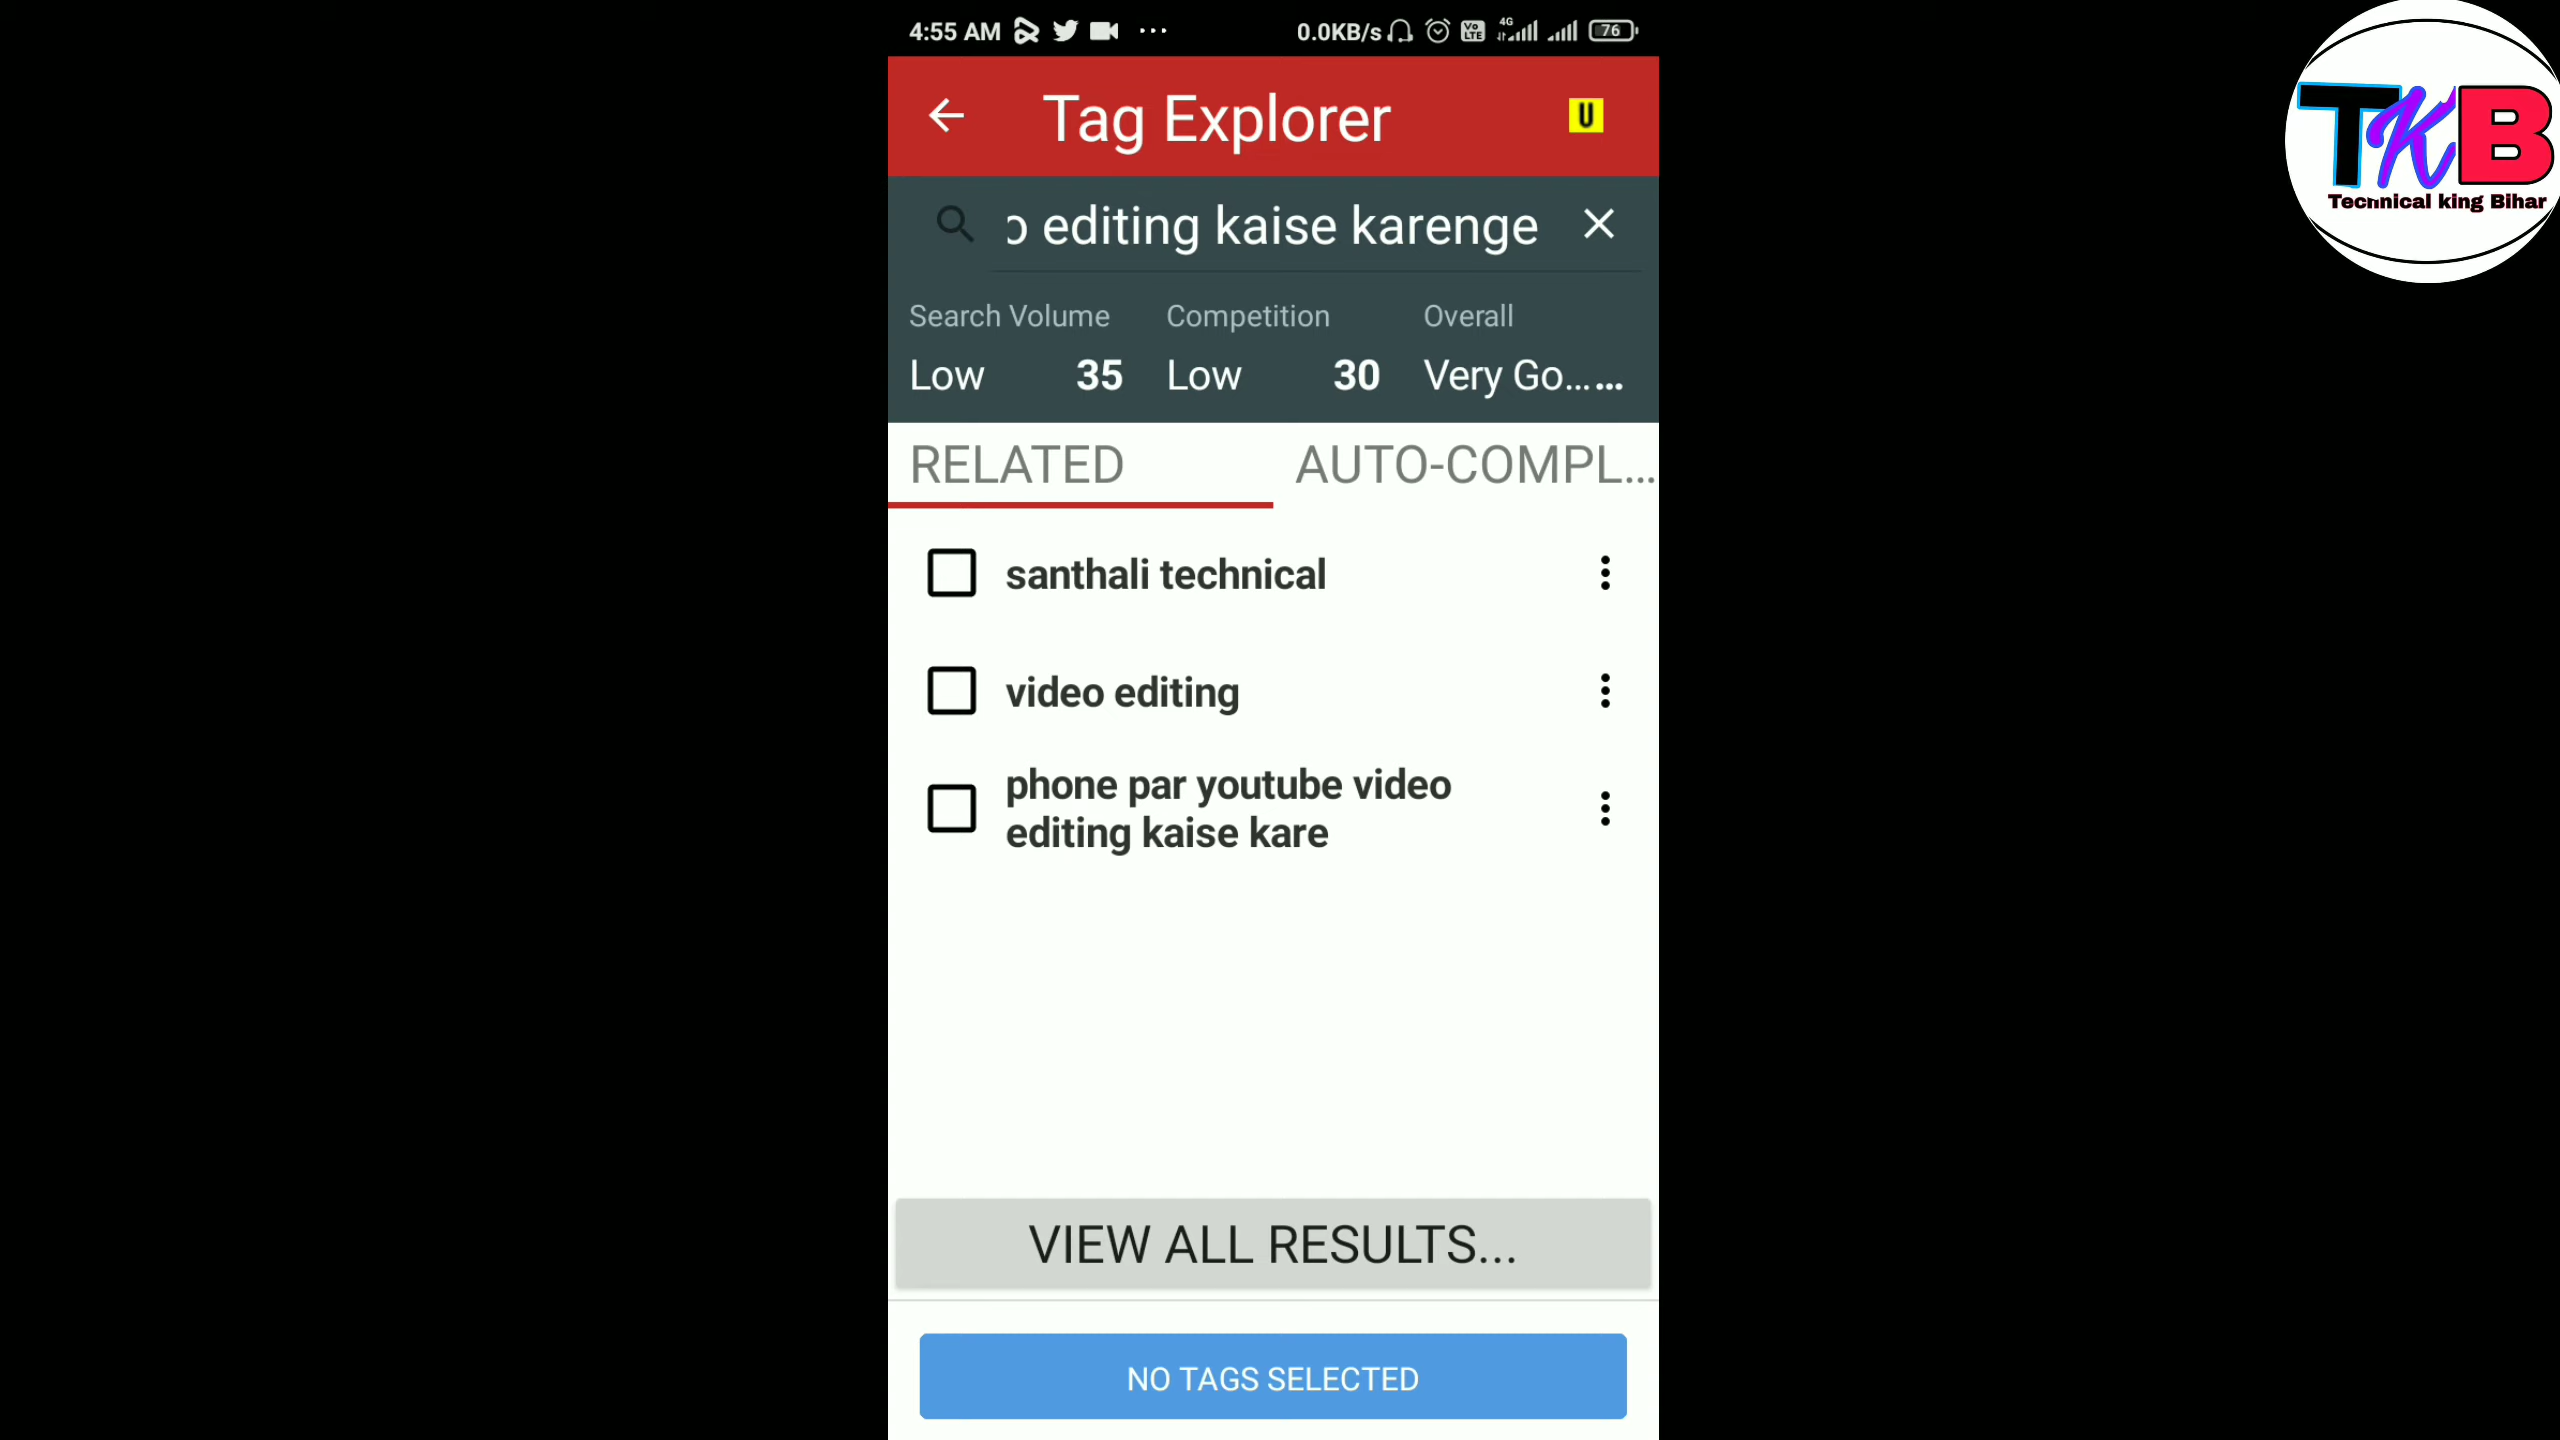 4:55 AM ... 0.0KB/s VoLTE 4G 76
TKB
Technical king Bihar
Tag Explorer U
editing kaise karenge
Search Volume Competition Overall
Low 35 Low 30 Very Go... ...
RELATED AUTO-COMPL...
santhali technical
video editing
phone par youtube video
editing kaise kare
VIEW ALL RESULTS...
NO TAGS SELECTED